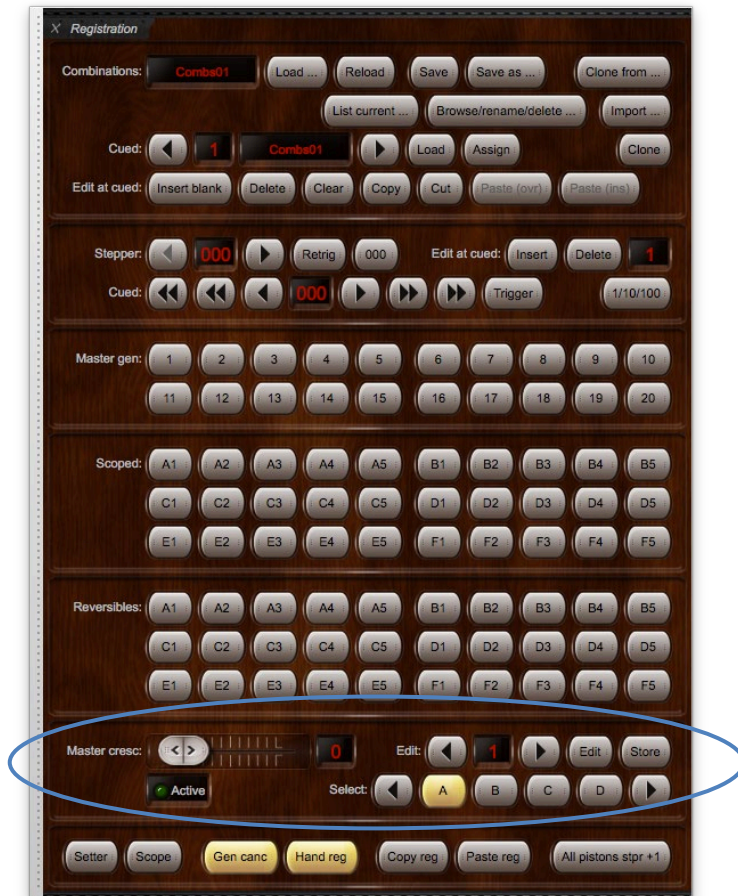 X Registration
Combinations: Combs01 Load ... Reload Save Save as ... Clone from ...
List current ... Browse/rename/delete ... Import ...
Cued: 1 Combs01 Load Assign Clone
Edit at cued: Insert blank Delete Clear Copy Cut Paste (ovr) Paste (ins)
Stepper: 000 Retrig 000 Edit at cued: Insert Delete 1
Cued: 000 Trigger 1/10/100
Master gen: 1 2 3 4 5 6 7 8 9 10
11 12 13 14 15 16 17 18 19 20
Scoped: A1 A2 A3 A4 A5 B1 B2 B3 B4 B5
C1 C2 C3 C4 C5 D1 D2 D3 D4 D5
E1 E2 E3 E4 E5 F1 F2 F3 F4 F5
Reversibles: A1 A2 A3 A4 A5 B1 B2 B3 B4 B5
C1 C2 C3 C4 C5 D1 D2 D3 D4 D5
E1 E2 E3 E4 E5 F1 F2 F3 F4 F5
Master cresc: 0 Edit: 1 Edit Store
Active Select: A B C D
Setter Scope Gen canc Hand reg Copy reg Paste reg All pistons stpr +1